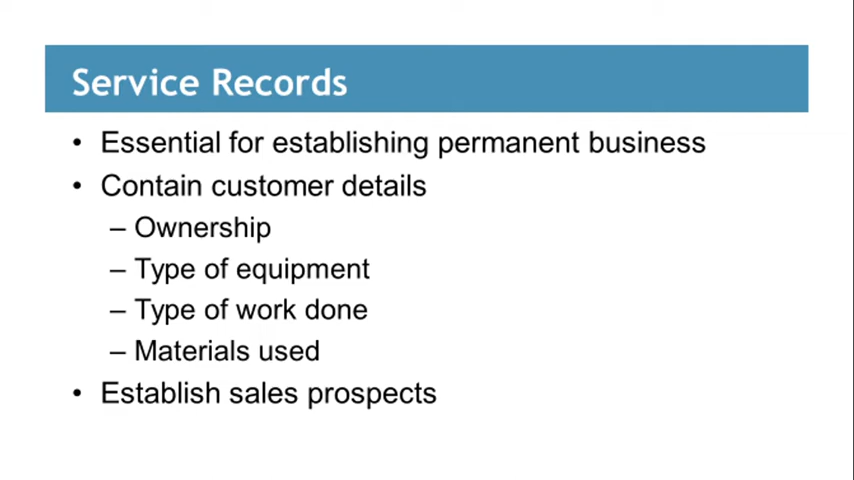 Service Records
• Essential for establishing permanent business
• Contain customer details
– Ownership
– Type of equipment
– Type of work done
– Materials used
• Establish sales prospects